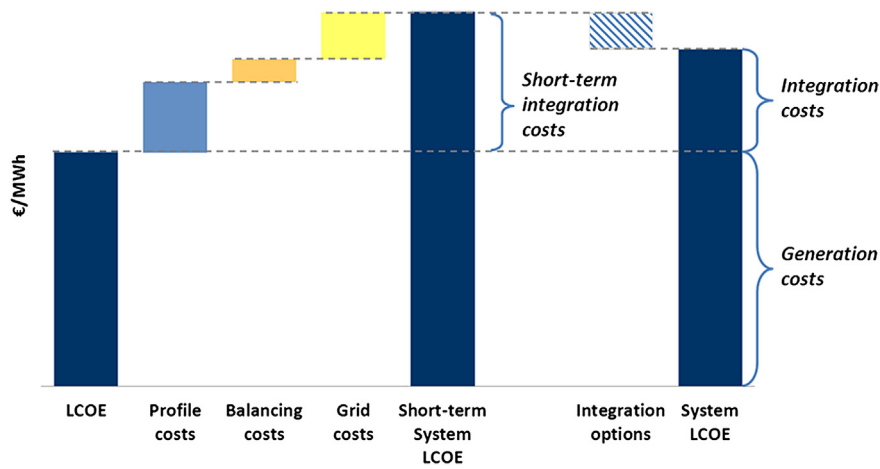 €/MWh
Short-term
integration
costs
Integration
costs
Generation
costs
LCOE
Profile
costs
Balancing
costs
Grid
costs
Short-term
System
LCOE
Integration
options
System
LCOE